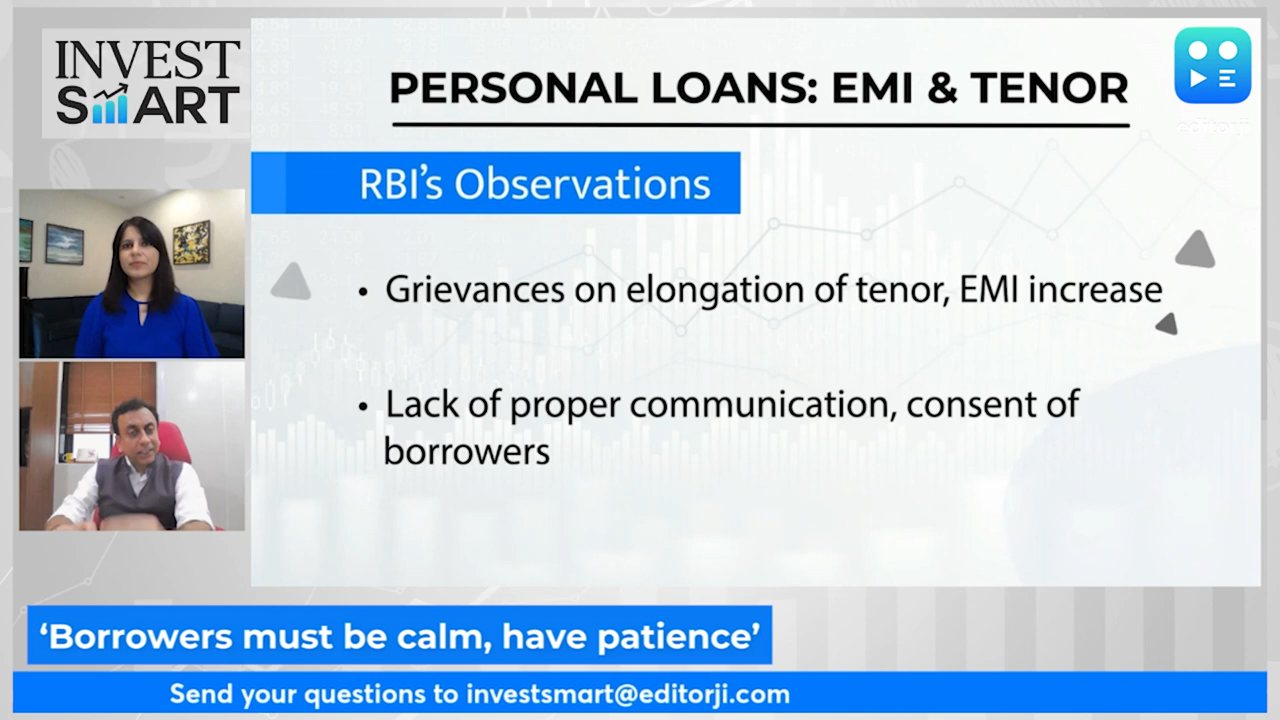 INVEST
SMART
PERSONAL LOANS: EMI & TENOR
editorji
RBI's Observations
• Grievances on elongation of tenor, EMI increase
• Lack of proper communication, consent of
borrowers
‘Borrowers must be calm, have patience’
Send your questions to investsmart@editorji.com